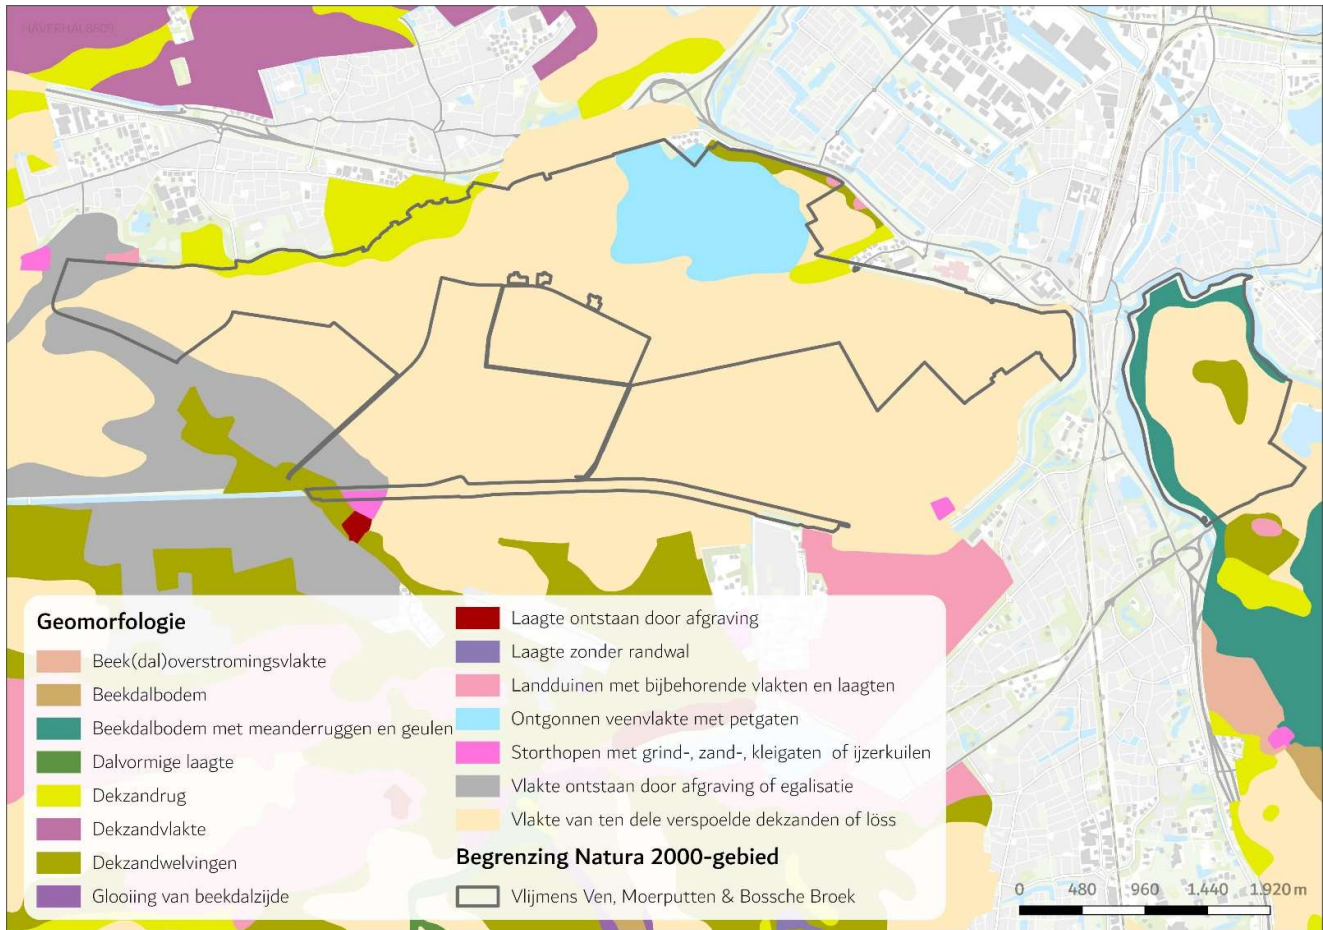 HAVERHALS809
Geomorfologie
Beek(dal)overstromingsvlakte
Beekdalbodem
Beekdalbodem met meanderruggen en geulen
Dalvormige laagte
Dekzandrug
Dekzandvlakte
Dekzandwelvingen
Glooiing van beekdalzijde
Laagte ontstaan door afgraving
Laagte zonder randwal
Landduinen met bijbehorende vlakten en laagten
Ontgonnen veenvlakte met petgaten
Storthopen met grind-, zand-, kleigaten of ijzerkuilen
Vlakte ontstaan door afgraving of egalisatie
Vlakte van ten dele verspoelde dekzanden of löss
Begrenzing Natura 2000-gebied
Vlijmens Ven, Moerputten & Bossche Broek
0 480 960 1.440 1.920 m